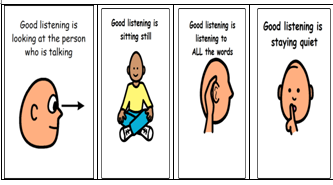 Good listening is
looking at the person
who is talking
Good listening is
sitting still
Good listening is
listening to
ALL the words
Good listening is
staying quiet